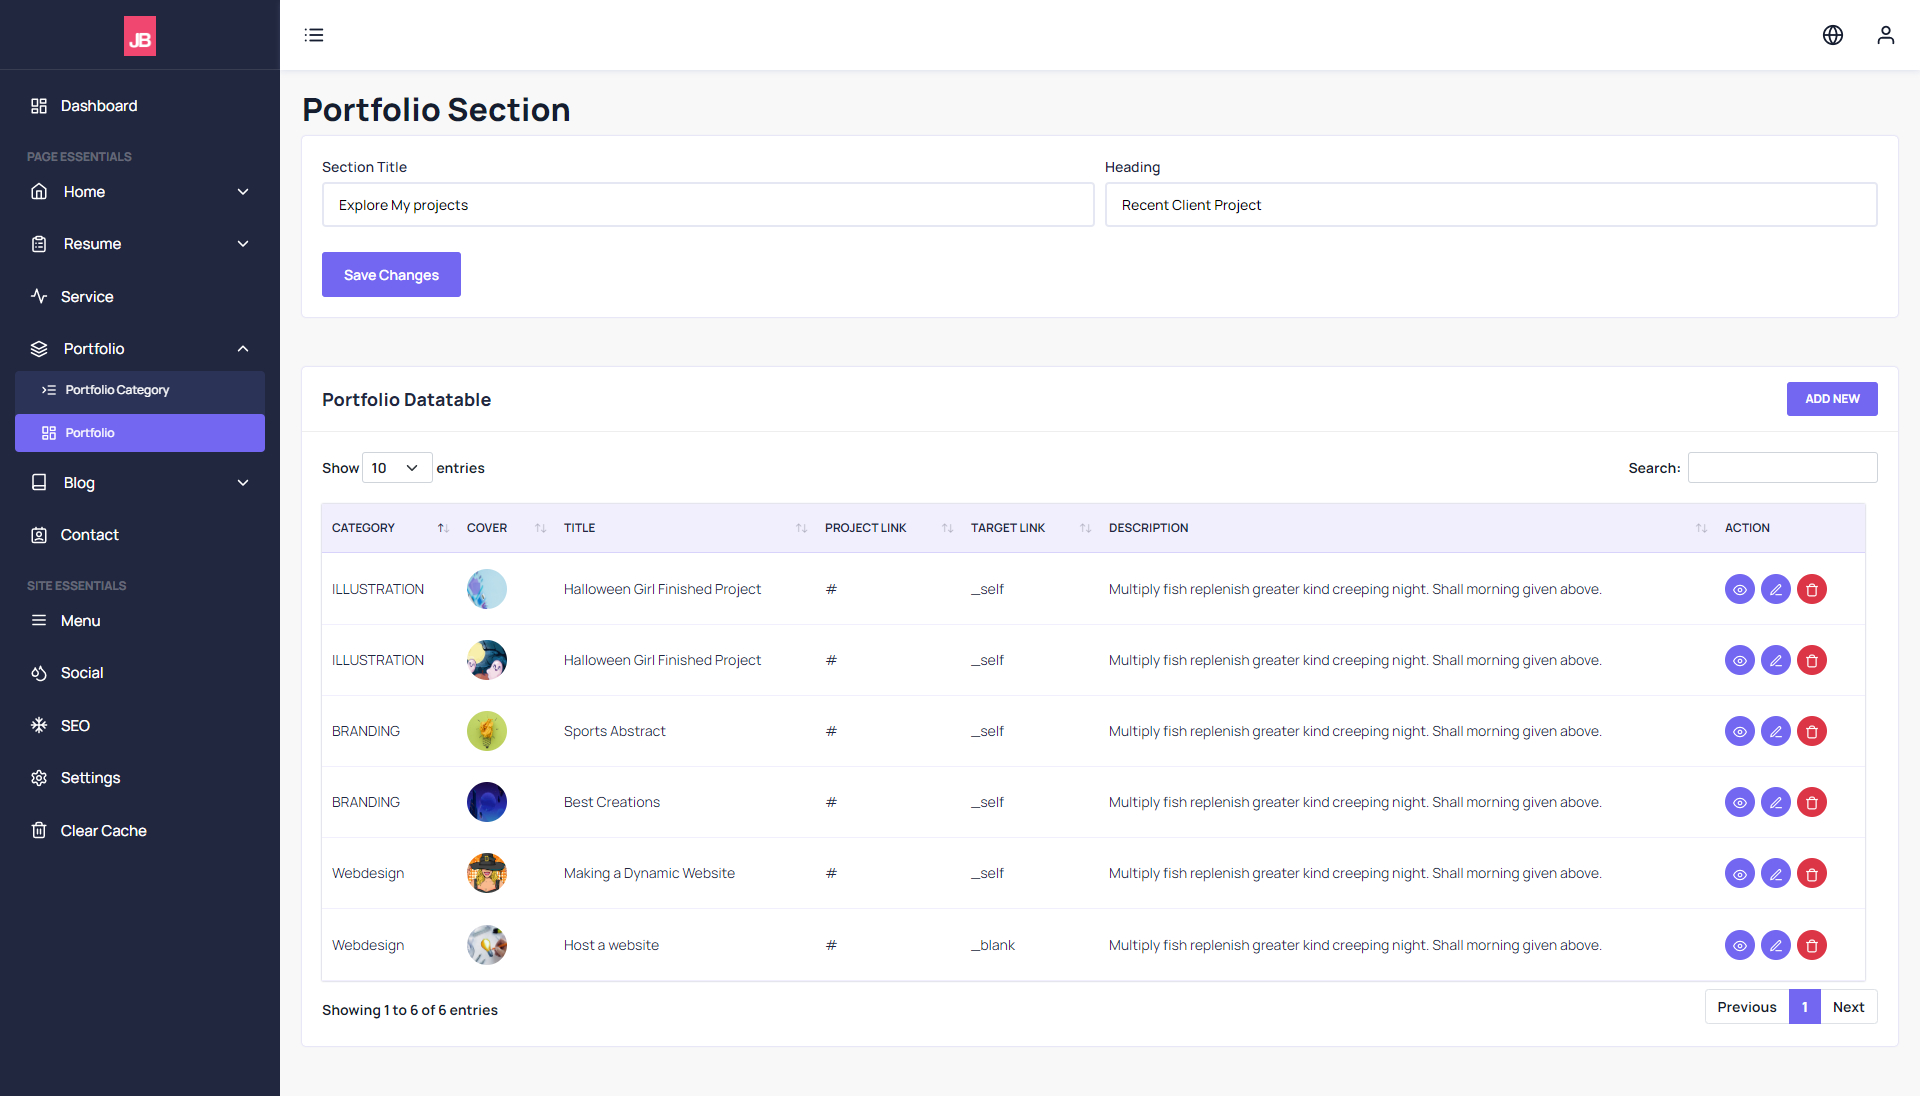 JB
Dashboard
PAGE ESSENTIALS
Home
Resume
Service
Portfolio
Portfolio Category
Portfolio
Blog
Contact
SITE ESSENTIALS
Menu
Social
SEO
Settings
Clear Cache
Portfolio Section
Section Title Heading
Explore My projects Recent Client Project
Save Changes
Portfolio Datatable ADD NEW
Show 10 entries Search:
CATEGORY COVER TITLE PROJECT LINK TARGET LINK DESCRIPTION ACTION
ILLUSTRATION Halloween Girl Finished Project # _self Multiply fish replenish greater kind creeping night. Shall morning given above.
ILLUSTRATION Halloween Girl Finished Project # _self Multiply fish replenish greater kind creeping night. Shall morning given above.
BRANDING Sports Abstract # _self Multiply fish replenish greater kind creeping night. Shall morning given above.
BRANDING Best Creations # _self Multiply fish replenish greater kind creeping night. Shall morning given above.
Webdesign Making a Dynamic Website # _self Multiply fish replenish greater kind creeping night. Shall morning given above.
Webdesign Host a website # _blank Multiply fish replenish greater kind creeping night. Shall morning given above.
Showing 1 to 6 of 6 entries Previous 1 Next